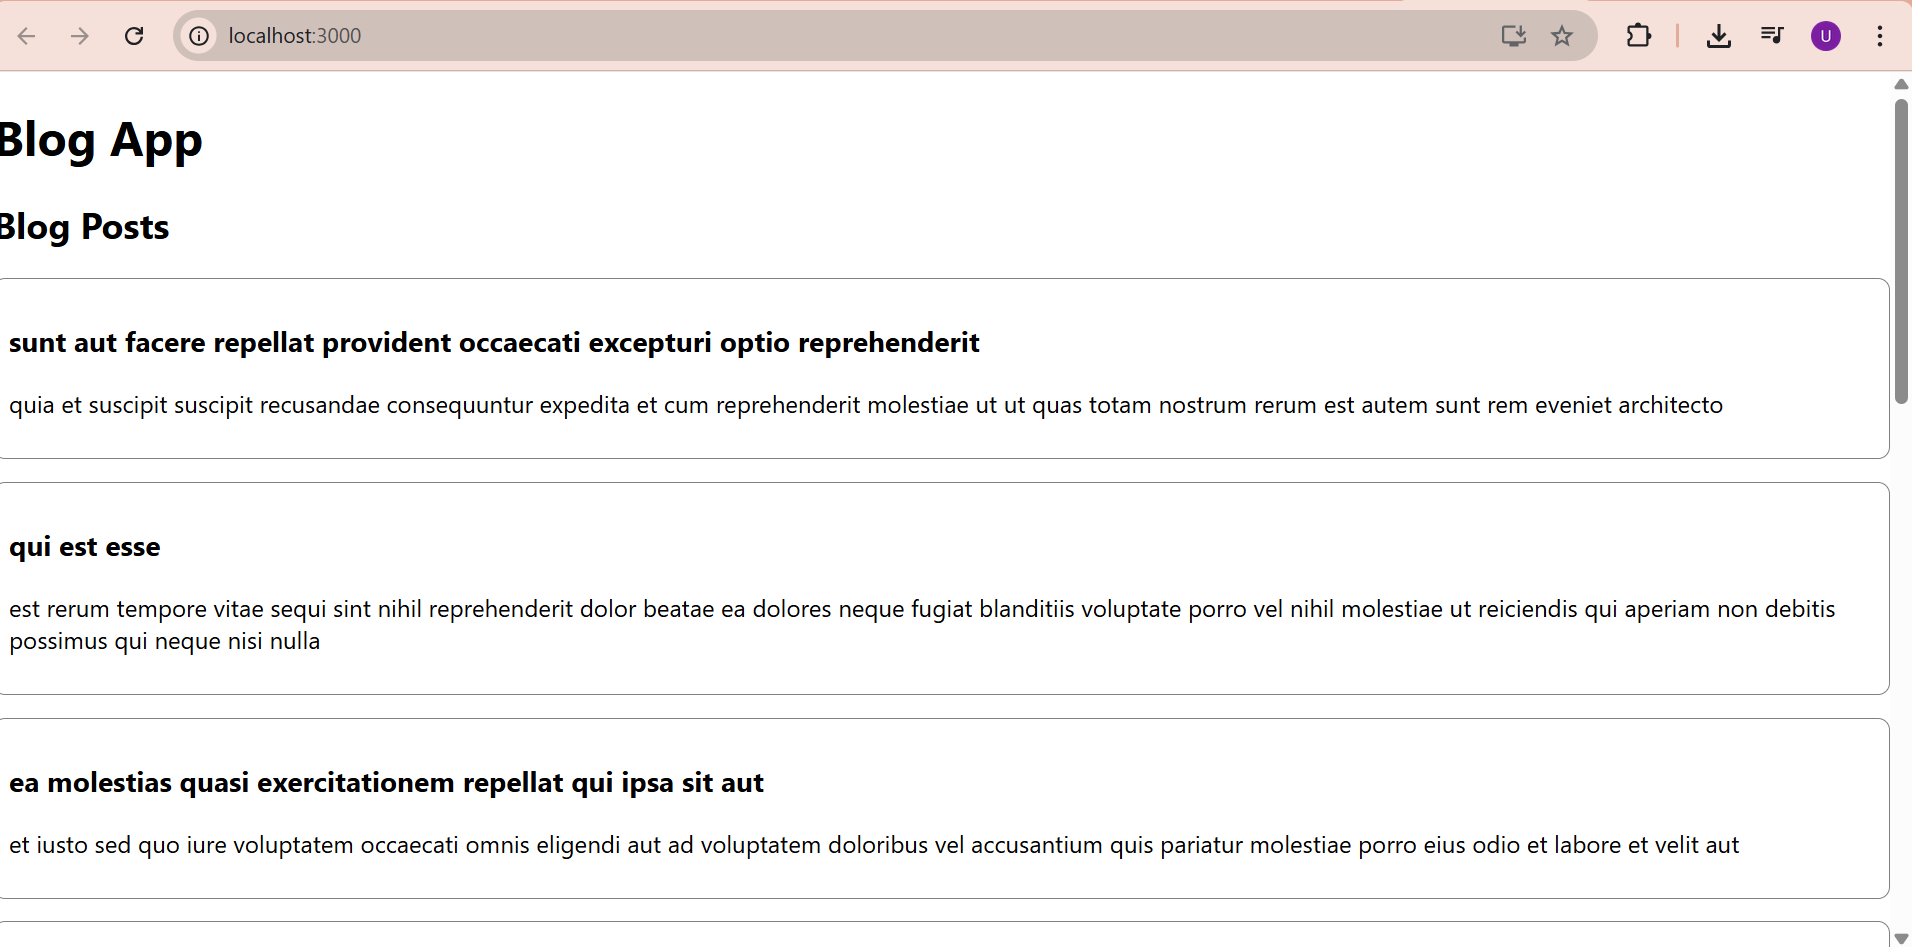 localhost:3000
U
Blog App
Blog Posts
sunt aut facere repellat provident occaecati excepturi optio reprehenderit
quia et suscipit suscipit recusandae consequuntur expedita et cum reprehenderit molestiae ut ut quas totam nostrum rerum est autem sunt rem eveniet architecto
qui est esse
est rerum tempore vitae sequi sint nihil reprehenderit dolor beatae ea dolores neque fugiat blanditiis voluptate porro vel nihil molestiae ut reiciendis qui aperiam non debitis
possimus qui neque nisi nulla
ea molestias quasi exercitationem repellat qui ipsa sit aut
et iusto sed quo iure voluptatem occaecati omnis eligendi aut ad voluptatem doloribus vel accusantium quis pariatur molestiae porro eius odio et labore et velit aut